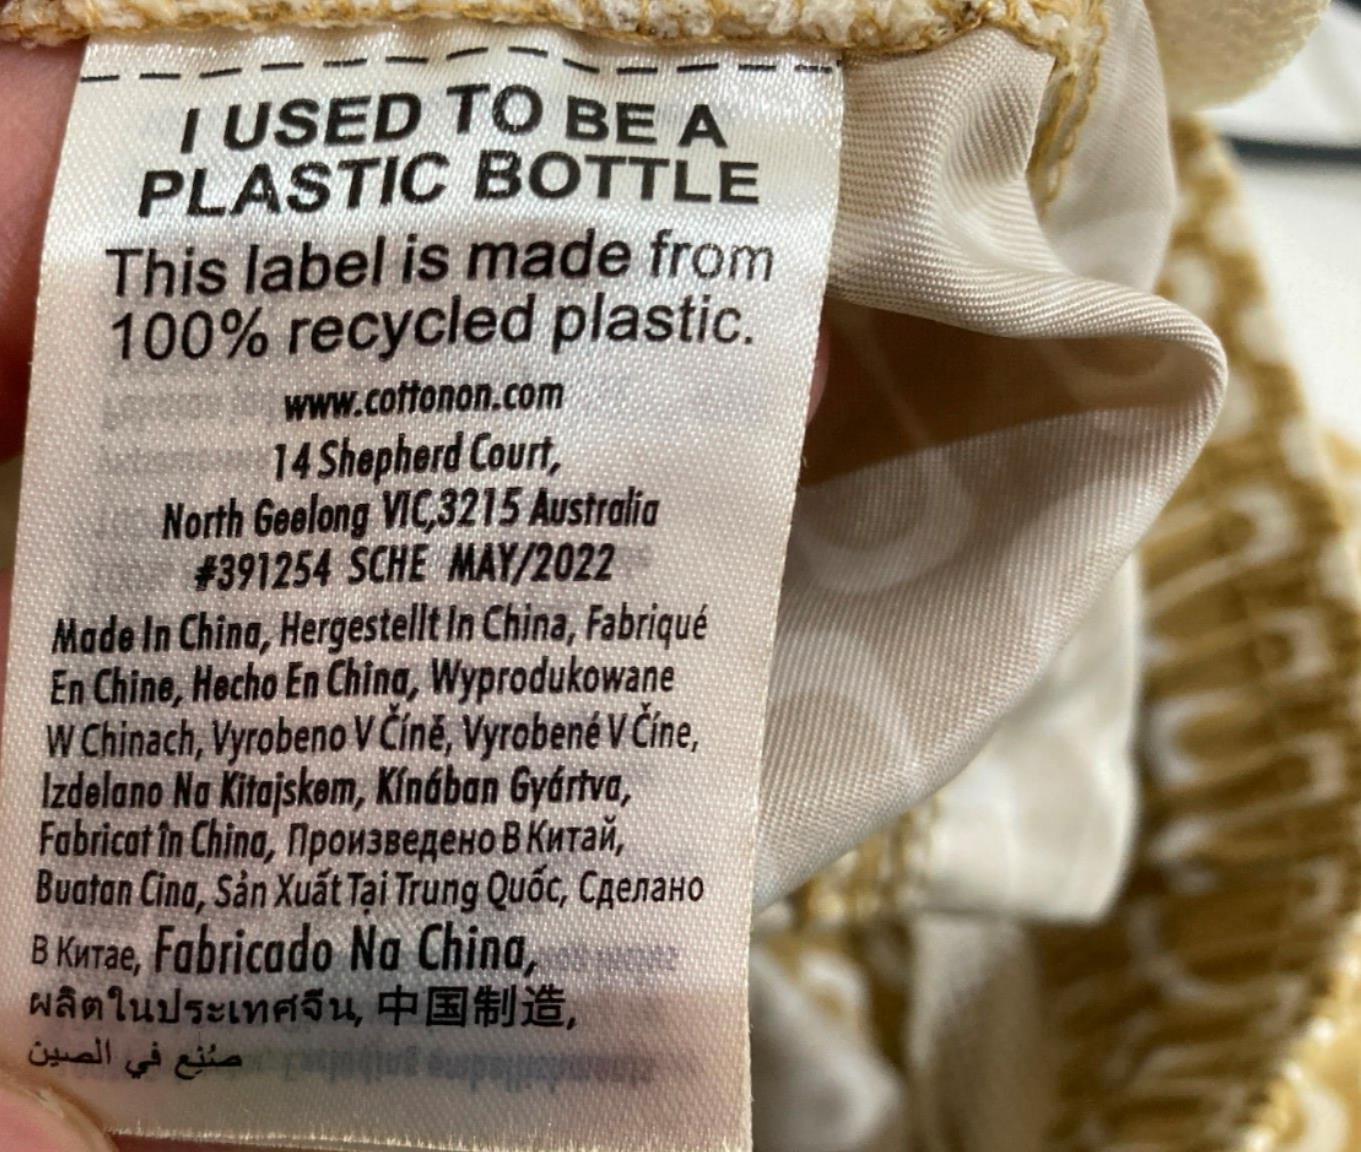 I USED TO BE A
PLASTIC BOTTLE
This label is made from
100% recycled plastic.
www.cottonon.com
14 Shepherd Court,
North Geelong VIC,3215 Australia
#391254 SCHE MAY/2022
Made In China, Hergestellt In China, Fabriqué
En Chine, Hecho En China, Wyprodukowane
W Chinach, Vyrobeno V Číně, Vyrobené V Číne,
Izdelano Na Kitajskem, Kínában Gyártva,
Fabricat în China, Произведено В Китай,
Buatan Cina, Sản Xuất Tại Trung Quốc, Сделано
В Китае, Fabricado Na China,
ผลิตในประเทศจีน, 中国制造,
صُنِع في الصين